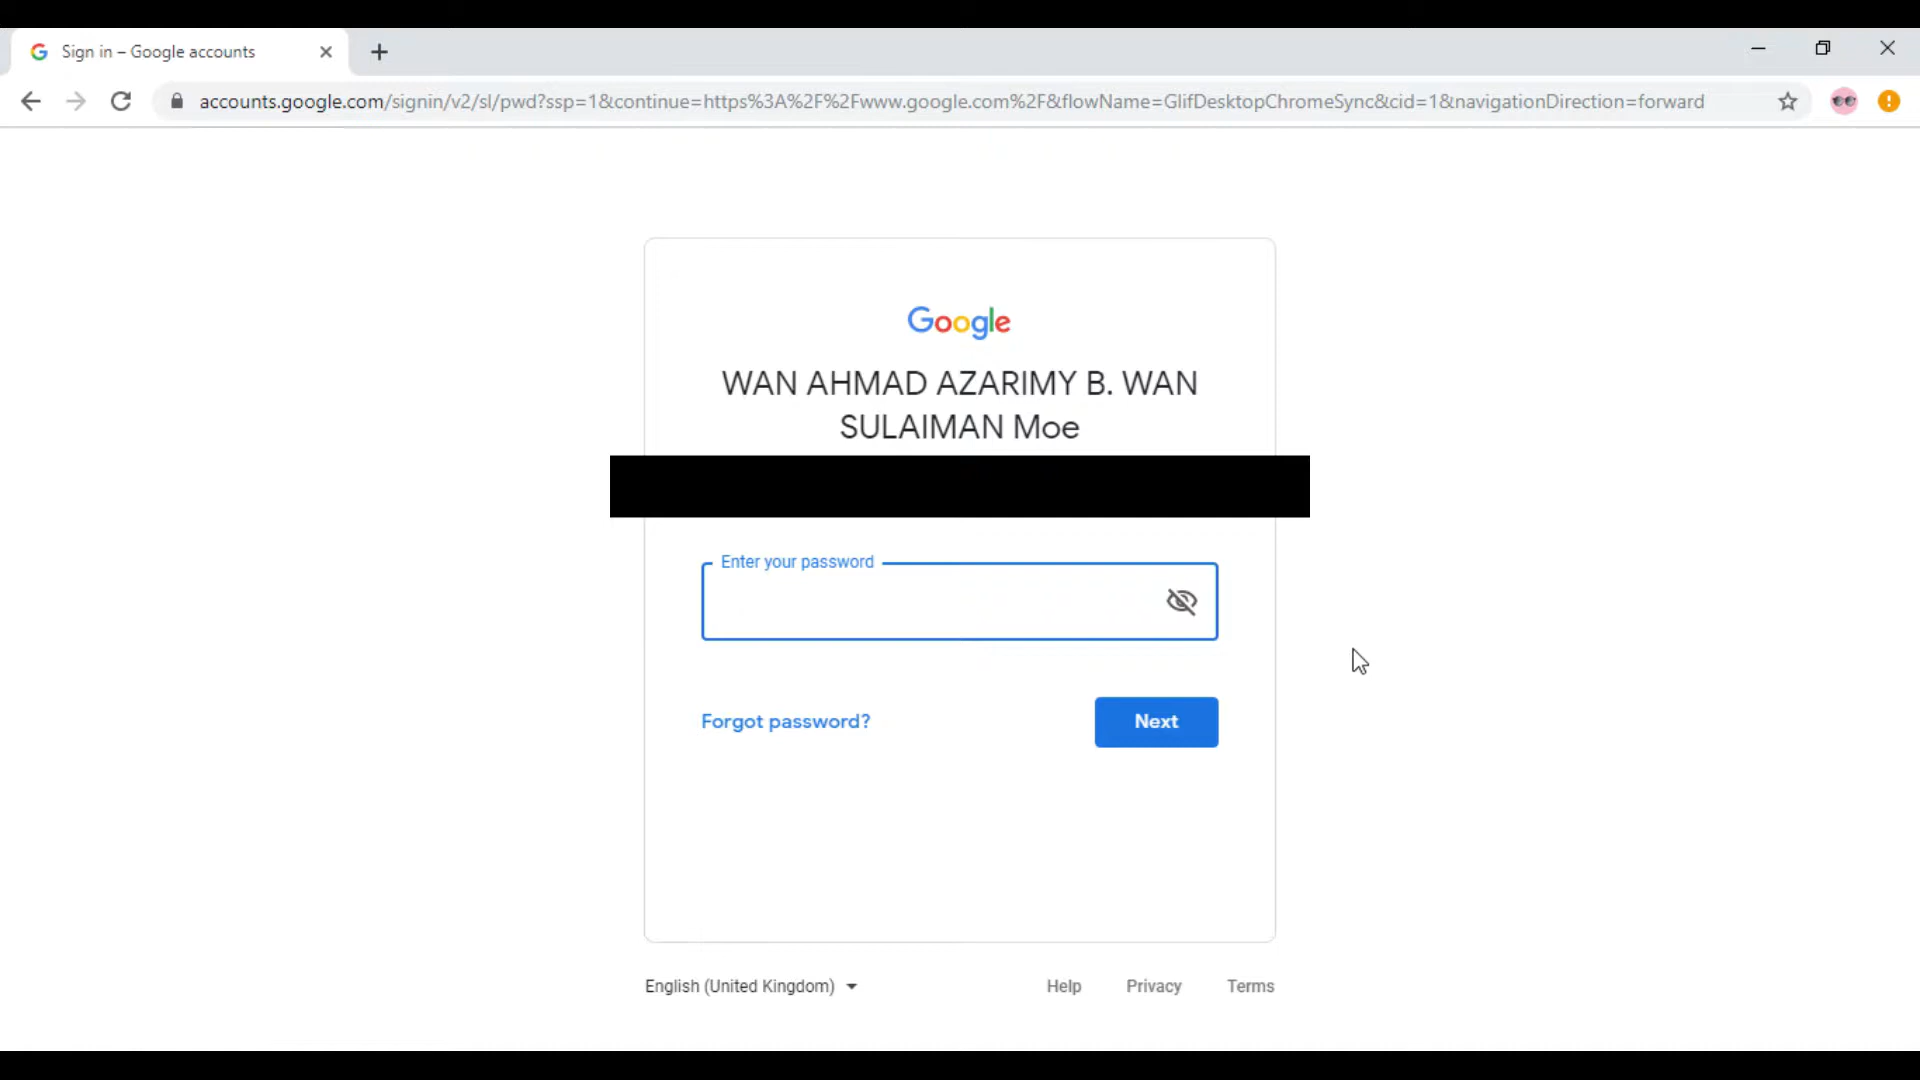 Sign in – Google accounts
accounts.google.com/signin/v2/sl/pwd?ssp=1&continue=https%3A%2F%2Fwww.google.com%2F&flowName=GlifDesktopChromeSync&cid=1&navigationDirection=forward
Google
WAN AHMAD AZARIMY B. WAN
SULAIMAN Moe
Enter your password
Forgot password?
Next
English (United Kingdom)
Help Privacy Terms